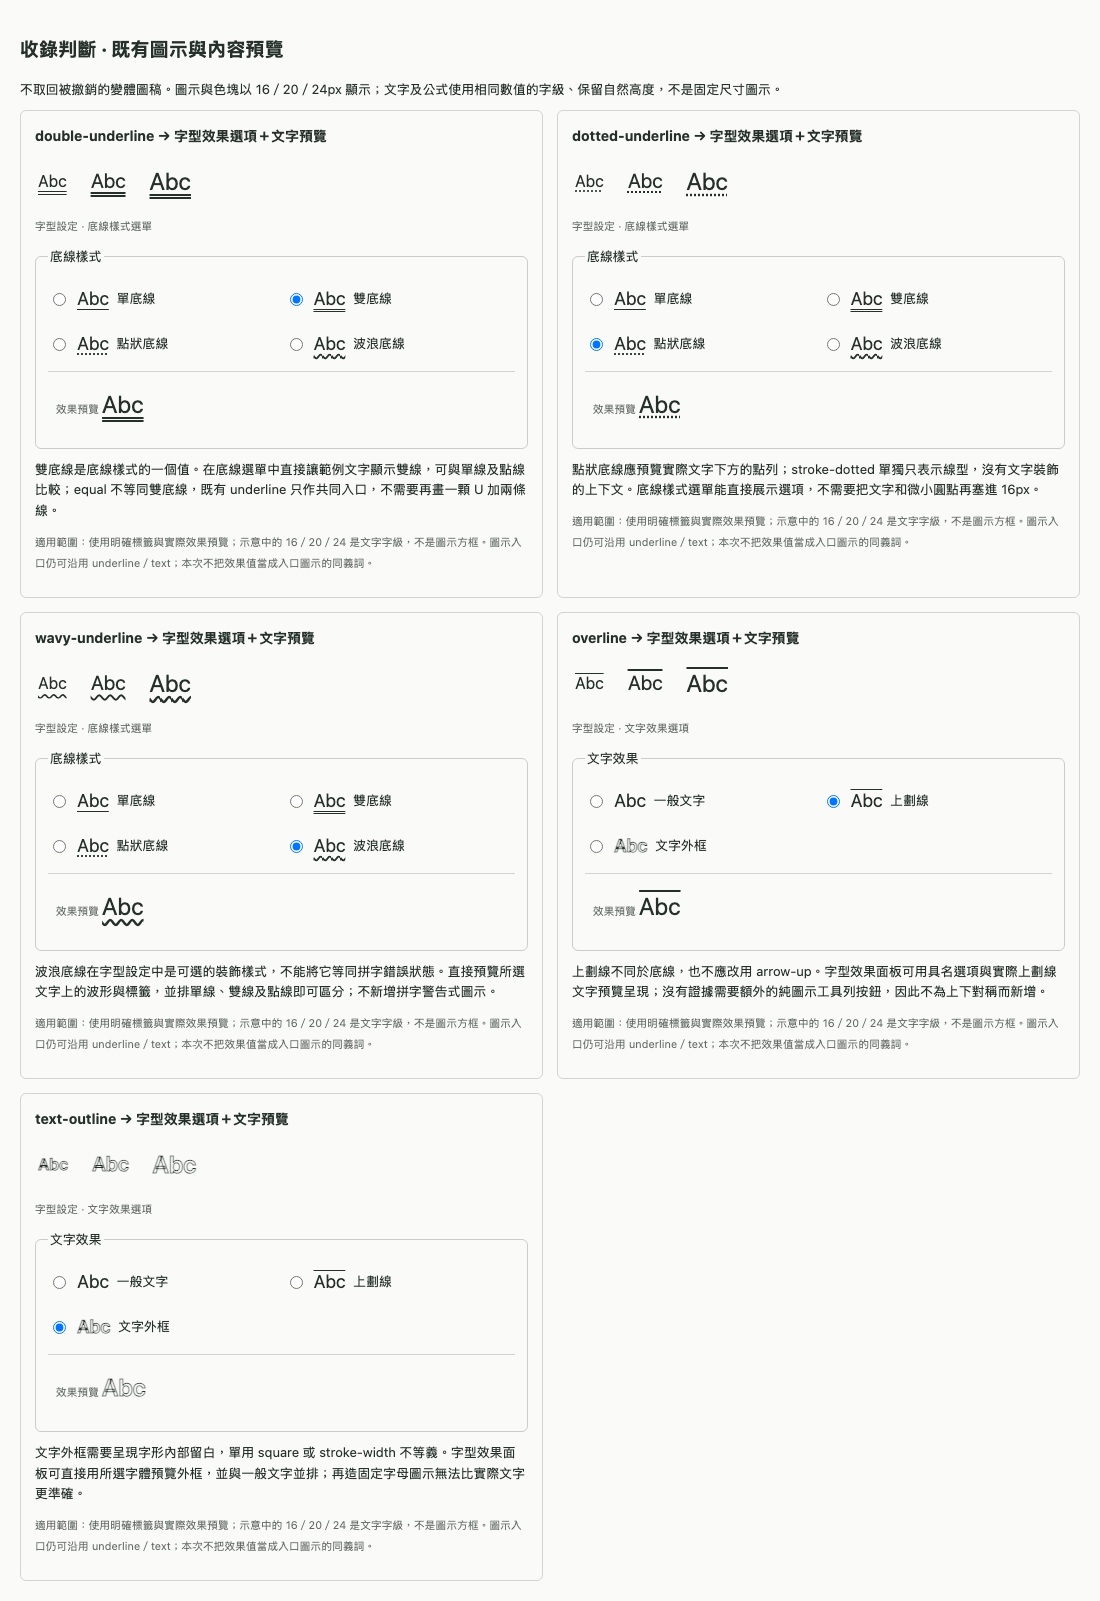 收錄判斷 · 既有圖示與內容預覽
不取回被撤銷的變體圖稿。圖示與色塊以 16 / 20 / 24px 顯示；文字及公式使用相同數值的字級、保留自然高度，不是固定尺寸圖示。
double-underline → 字型效果選項＋文字預覽
Abc Abc Abc
字型設定 · 底線樣式選單
底線樣式
Abc 單底線
Abc 雙底線
Abc 點狀底線
Abc 波浪底線
效果預覽 Abc
雙底線是底線樣式的一個值。在底線選單中直接讓範例文字顯示雙線，可與單線及點線
比較；equal 不等同雙底線，既有 underline 只作共同入口，不需要再畫一顆 U 加兩條
線。
適用範圍：使用明確標籤與實際效果預覽；示意中的 16 / 20 / 24 是文字字級，不是圖示方框。圖示入
口仍可沿用 underline / text；本次不把效果值當成入口圖示的同義詞。
dotted-underline → 字型效果選項＋文字預覽
Abc Abc Abc
字型設定 · 底線樣式選單
底線樣式
Abc 單底線
Abc 雙底線
Abc 點狀底線
Abc 波浪底線
效果預覽 Abc
點狀底線應預覽實際文字下方的點列；stroke-dotted 單獨只表示線型，沒有文字裝飾
的上下文。底線樣式選單能直接展示選項，不需要把文字和微小圓點再塞進 16px。
適用範圍：使用明確標籤與實際效果預覽；示意中的 16 / 20 / 24 是文字字級，不是圖示方框。圖示入
口仍可沿用 underline / text；本次不把效果值當成入口圖示的同義詞。
wavy-underline → 字型效果選項＋文字預覽
Abc Abc Abc
字型設定 · 底線樣式選單
底線樣式
Abc 單底線
Abc 雙底線
Abc 點狀底線
Abc 波浪底線
效果預覽 Abc
波浪底線在字型設定中是可選的裝飾樣式，不能將它等同拼字錯誤狀態。直接預覽所選
文字上的波形與標籤，並排單線、雙線及點線即可區分；不新增拼字警告式圖示。
適用範圍：使用明確標籤與實際效果預覽；示意中的 16 / 20 / 24 是文字字級，不是圖示方框。圖示入
口仍可沿用 underline / text；本次不把效果值當成入口圖示的同義詞。
overline → 字型效果選項＋文字預覽
Abc Abc Abc
字型設定 · 文字效果選項
文字效果
Abc 一般文字
Abc 上劃線
Abc 文字外框
效果預覽 Abc
上劃線不同於底線，也不應改用 arrow-up。字型效果面板可用具名選項與實際上劃線
文字預覽呈現；沒有證據需要額外的純圖示工具列按鈕，因此不為上下對稱而新增。
適用範圍：使用明確標籤與實際效果預覽；示意中的 16 / 20 / 24 是文字字級，不是圖示方框。圖示入
口仍可沿用 underline / text；本次不把效果值當成入口圖示的同義詞。
text-outline → 字型效果選項＋文字預覽
Abc Abc Abc
字型設定 · 文字效果選項
文字效果
Abc 一般文字
Abc 上劃線
Abc 文字外框
效果預覽 Abc
文字外框需要呈現字形內部留白，單用 square 或 stroke-width 不等義。字型效果面
板可直接用所選字體預覽外框，並與一般文字並排；再造固定字母圖示無法比實際文字
更準確。
適用範圍：使用明確標籤與實際效果預覽；示意中的 16 / 20 / 24 是文字字級，不是圖示方框。圖示入
口仍可沿用 underline / text；本次不把效果值當成入口圖示的同義詞。